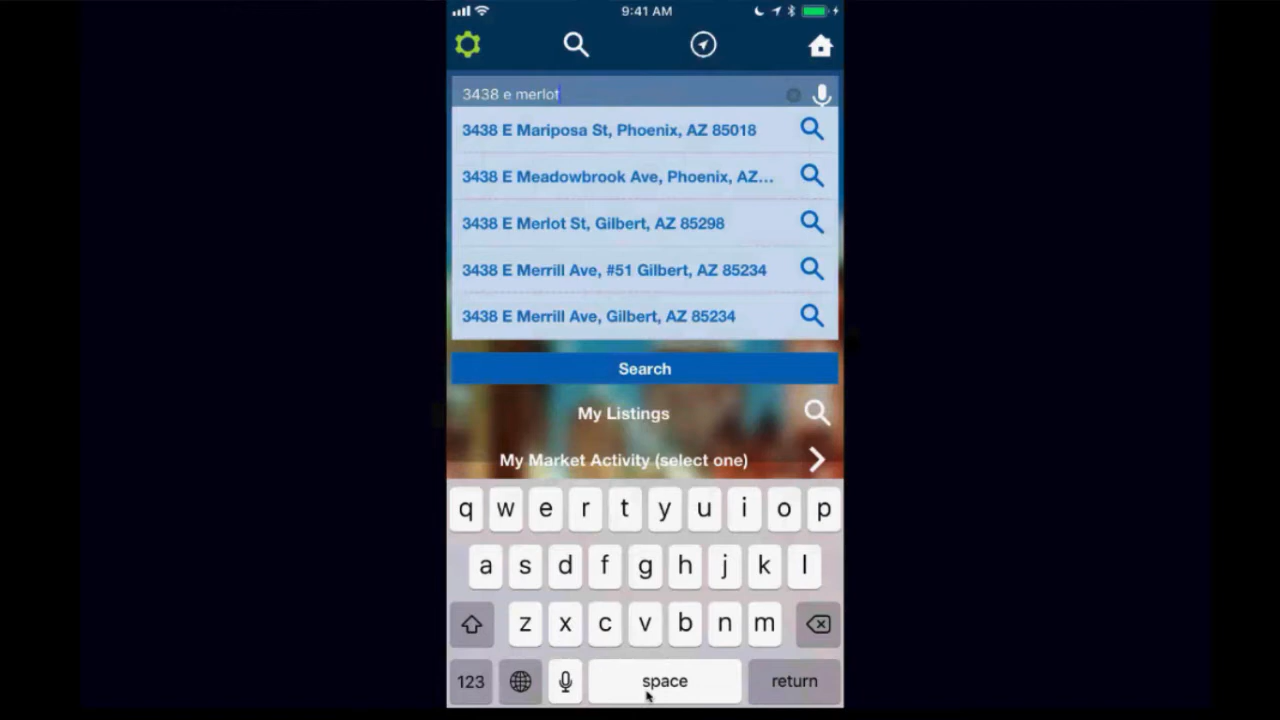 9:41 AM
3438 e merlot
3438 E Mariposa St, Phoenix, AZ 85018
3438 E Meadowbrook Ave, Phoenix, AZ...
3438 E Merlot St, Gilbert, AZ 85298
3438 E Merrill Ave, #51 Gilbert, AZ 85234
3438 E Merrill Ave, Gilbert, AZ 85234
Search
My Listings
My Market Activity (select one)
q w e r t y u i o p
a s d f g h j k l
z x c v b n m
123 space return